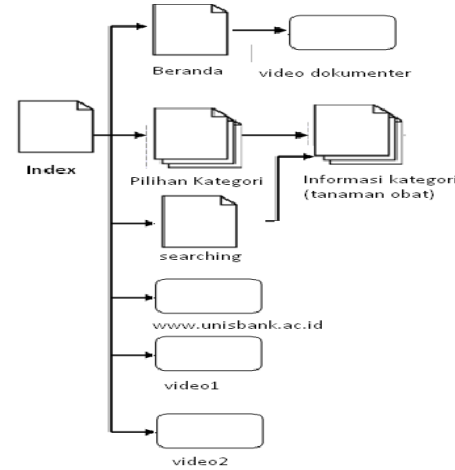 Beranda
video dokumenter
Index
Pilihan Kategori
Informasi kategori
(tanaman obat)
searching
www.unisbank.ac.id
video1
video2